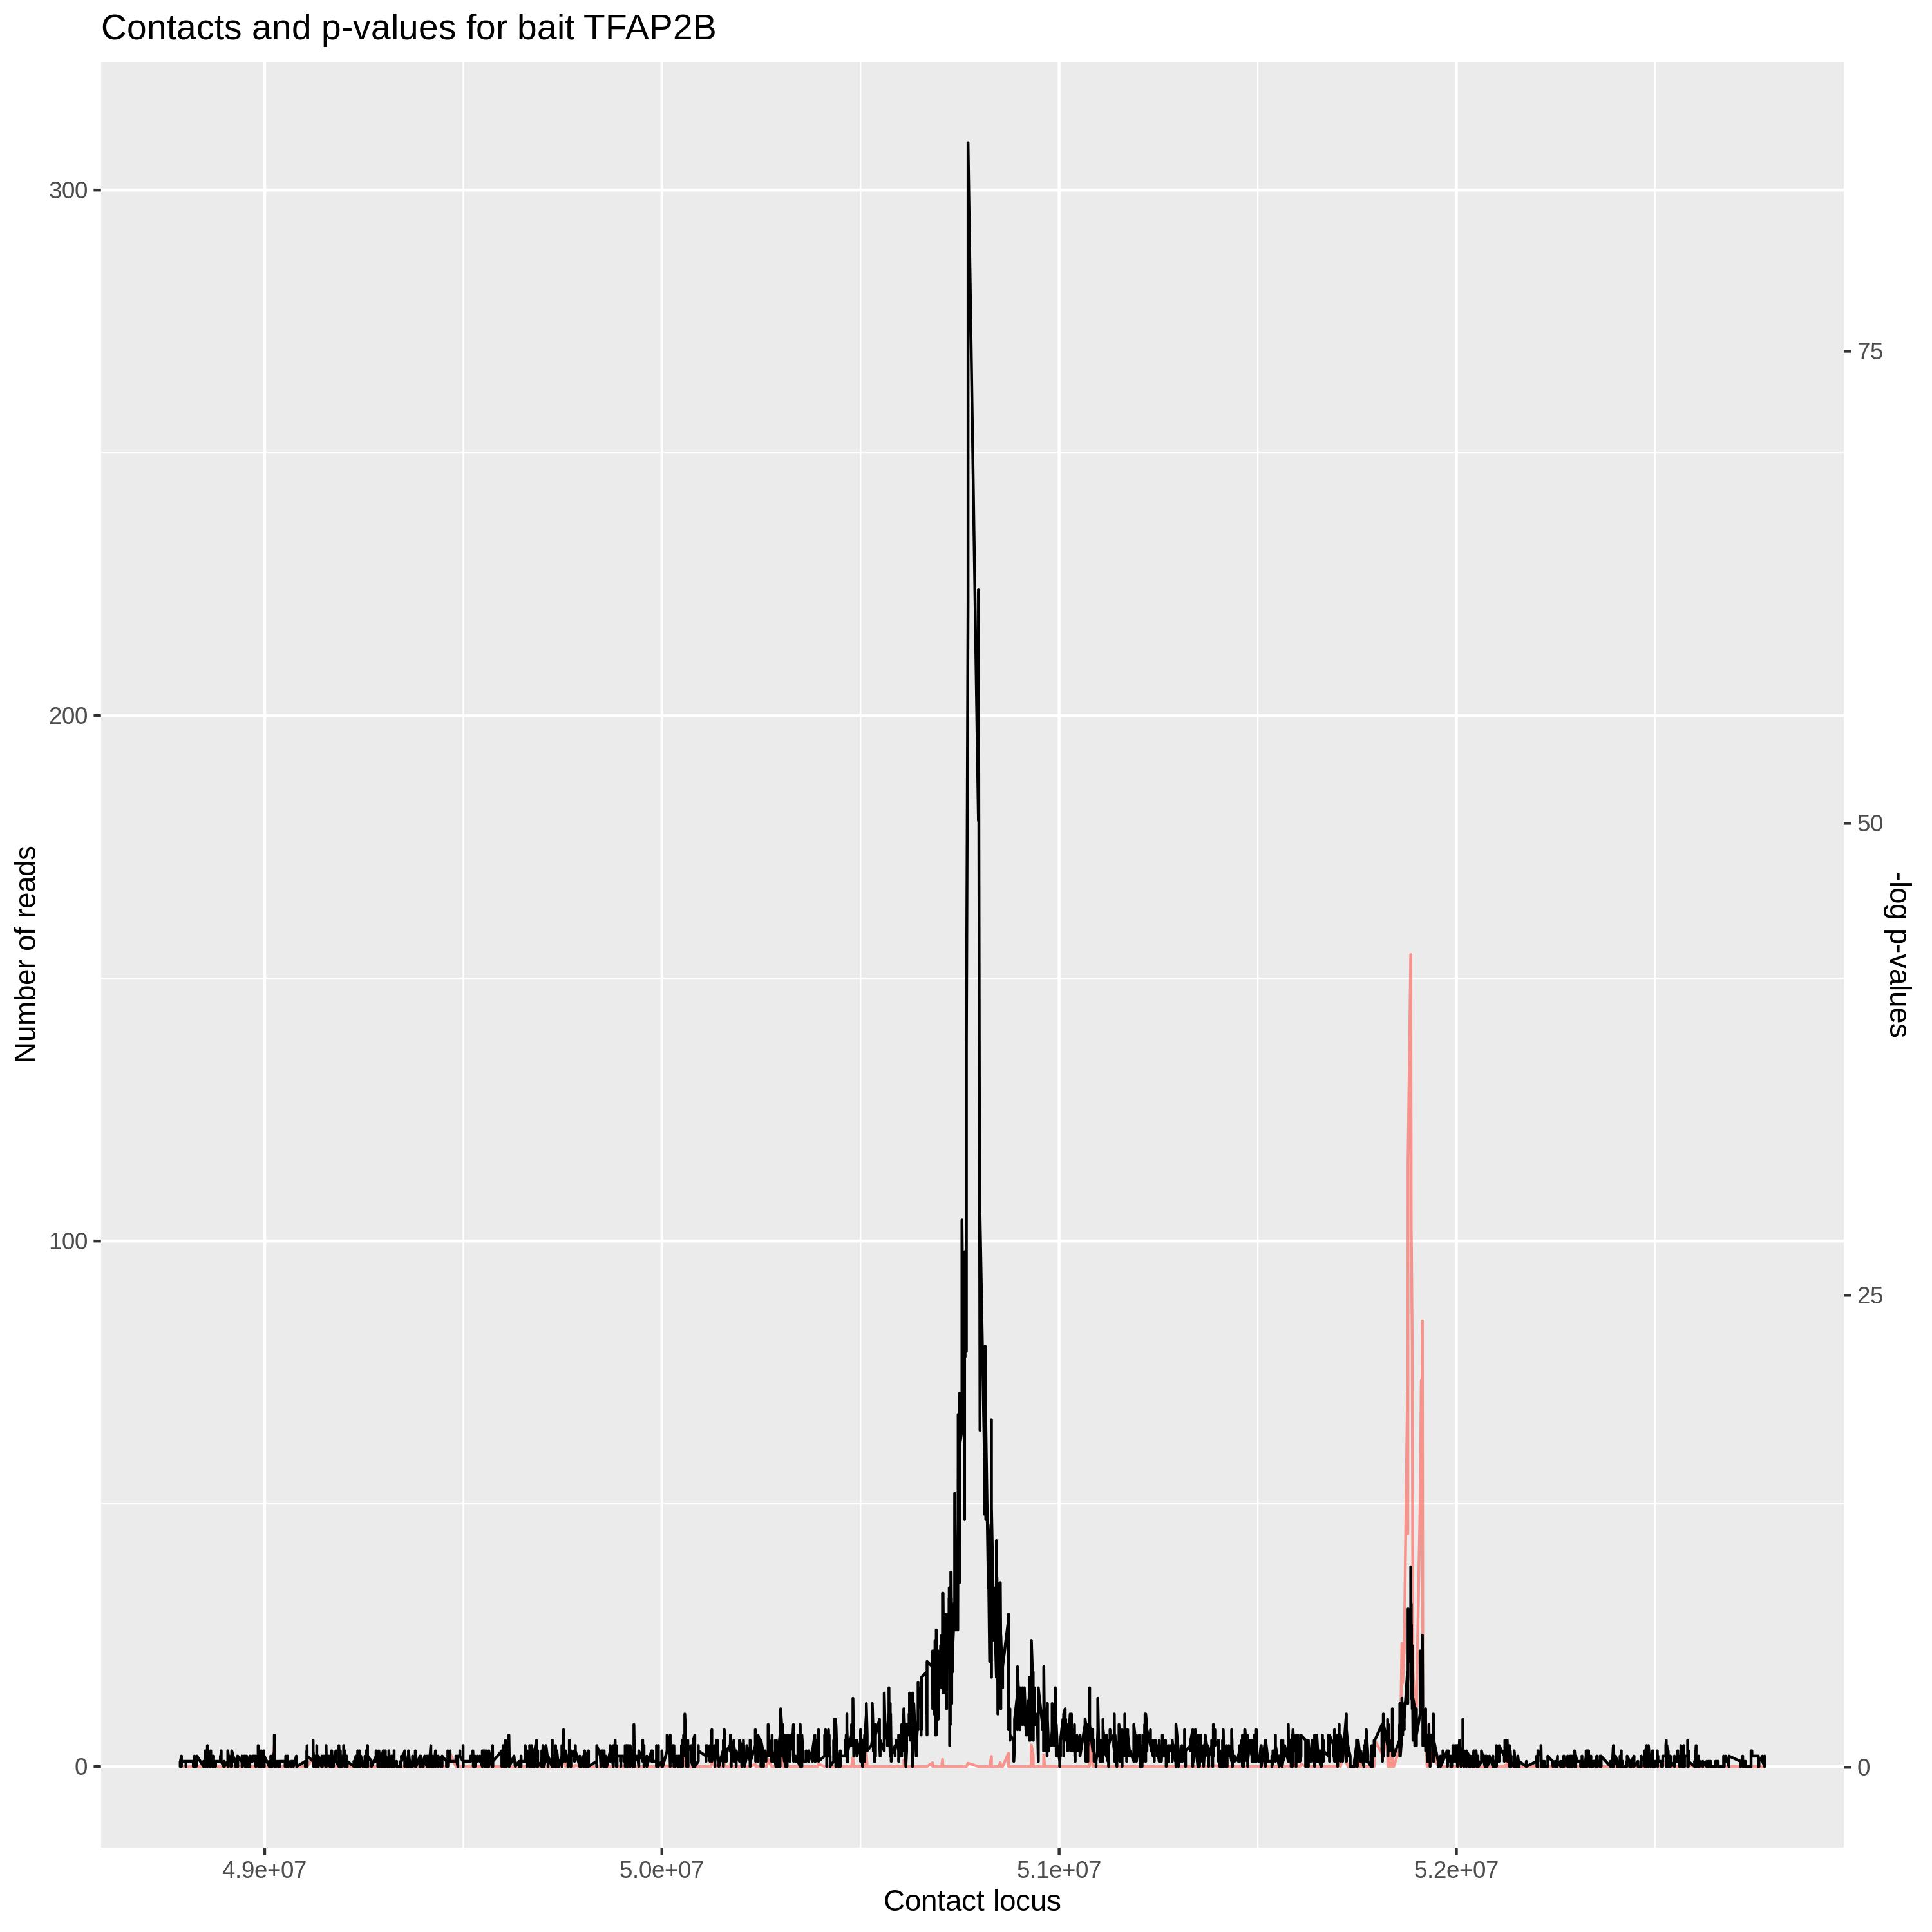 Contacts and p-values for bait TFAP2B
Number of reads
300
200
100
0
75
50
25
0
-log p-values
4.9e+07 5.0e+07 5.1e+07 5.2e+07
Contact locus